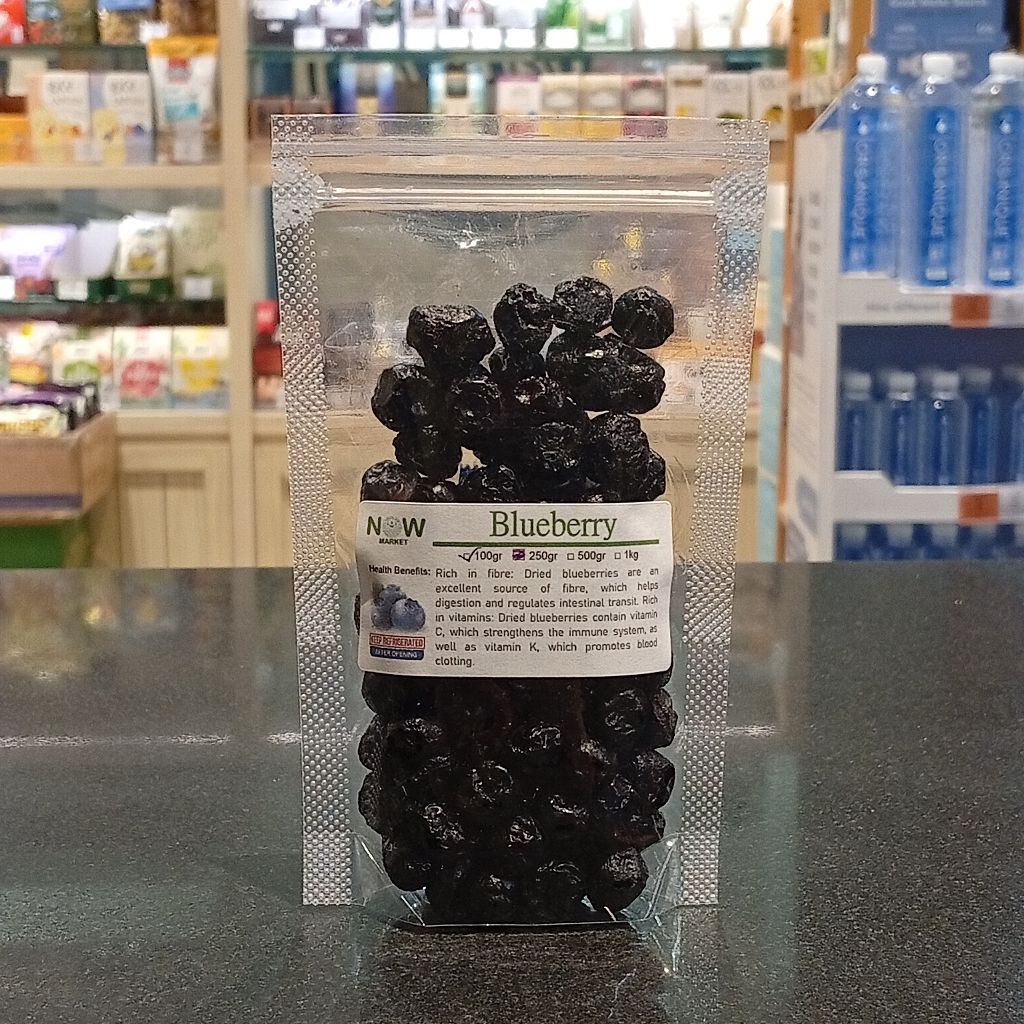 NOW
MARKET
Blueberry
100gr 250gr 500gr 1kg
Health Benefits:
Rich in fibre: Dried blueberries are an
excellent source of fibre, which helps
digestion and regulates intestinal transit. Rich
in vitamins: Dried blueberries contain vitamin
C, which strengthens the immune system, as
well as vitamin K, which promotes blood
clotting.
KEEP REFRIGERATED
AFTER OPENING